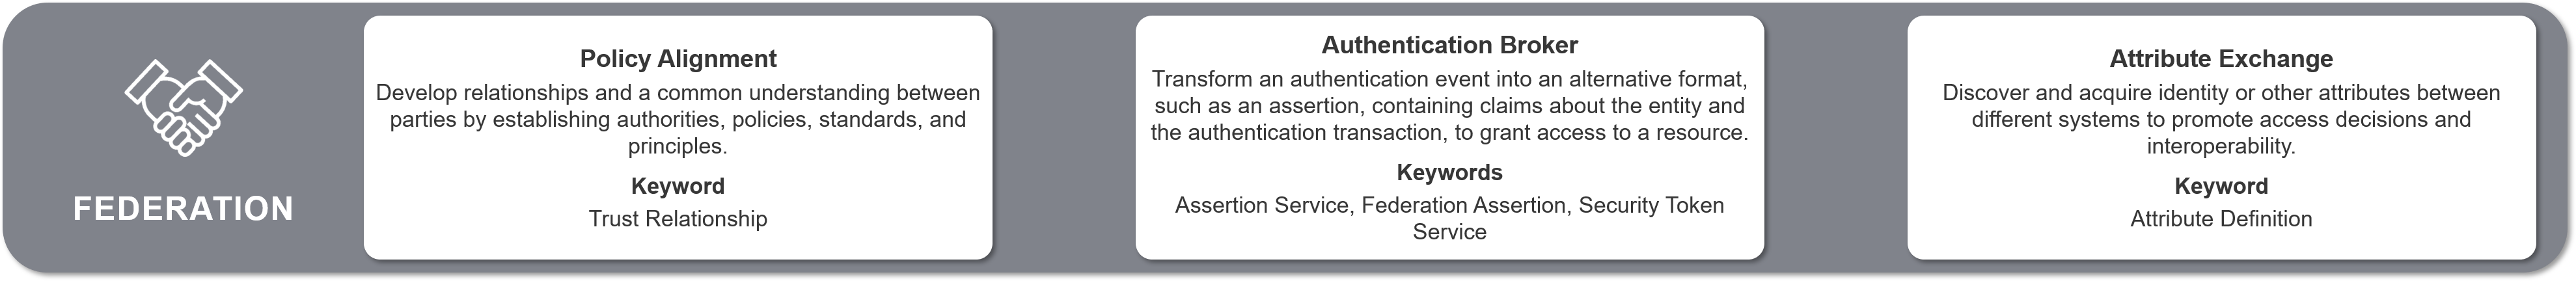 FEDERATION
Policy Alignment
Develop relationships and a common understanding between
parties by establishing authorities, policies, standards, and
principles.
Keyword
Trust Relationship
Authentication Broker
Transform an authentication event into an alternative format,
such as an assertion, containing claims about the entity and
the authentication transaction, to grant access to a resource.
Keywords
Assertion Service, Federation Assertion, Security Token
Service
Attribute Exchange
Discover and acquire identity or other attributes between
different systems to promote access decisions and
interoperability.
Keyword
Attribute Definition